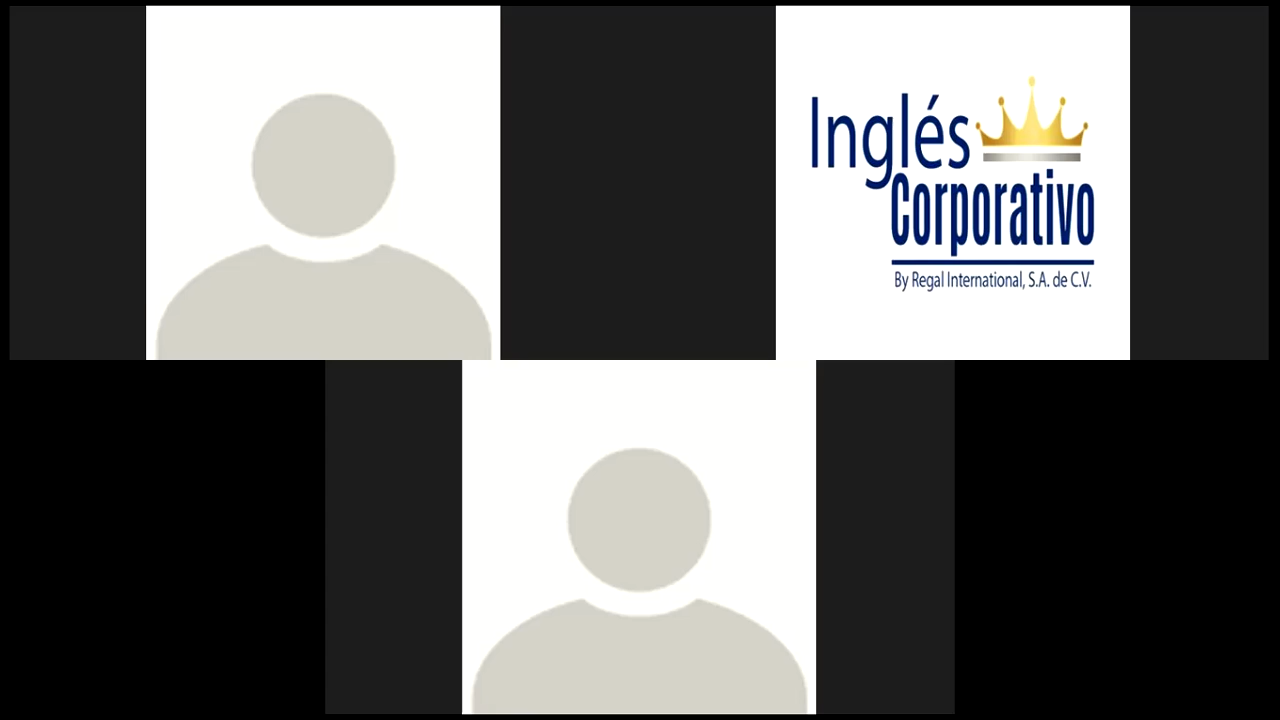 Inglés
Corporativo
By Regal International, S.A. de C.V.